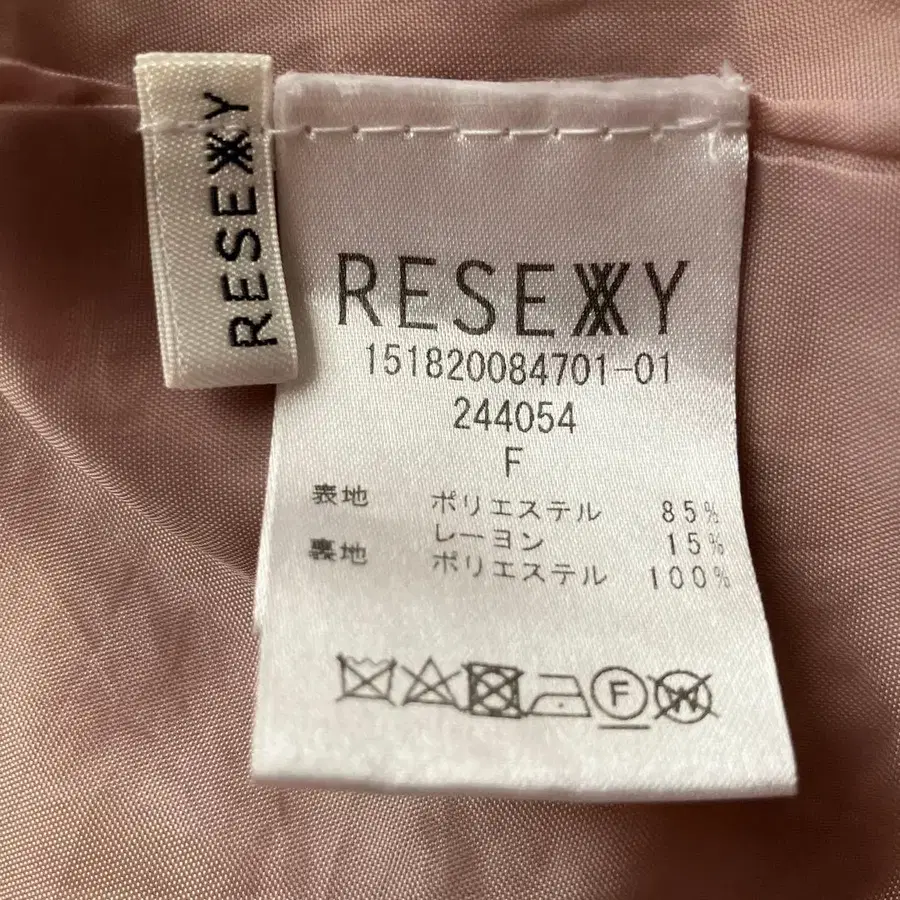 RESEXXY
RESEXXY
151820084701-01
244054
F
表地 ポリエステル 85%
レーヨン 15%
裏地 ポリエステル 100%
F
W